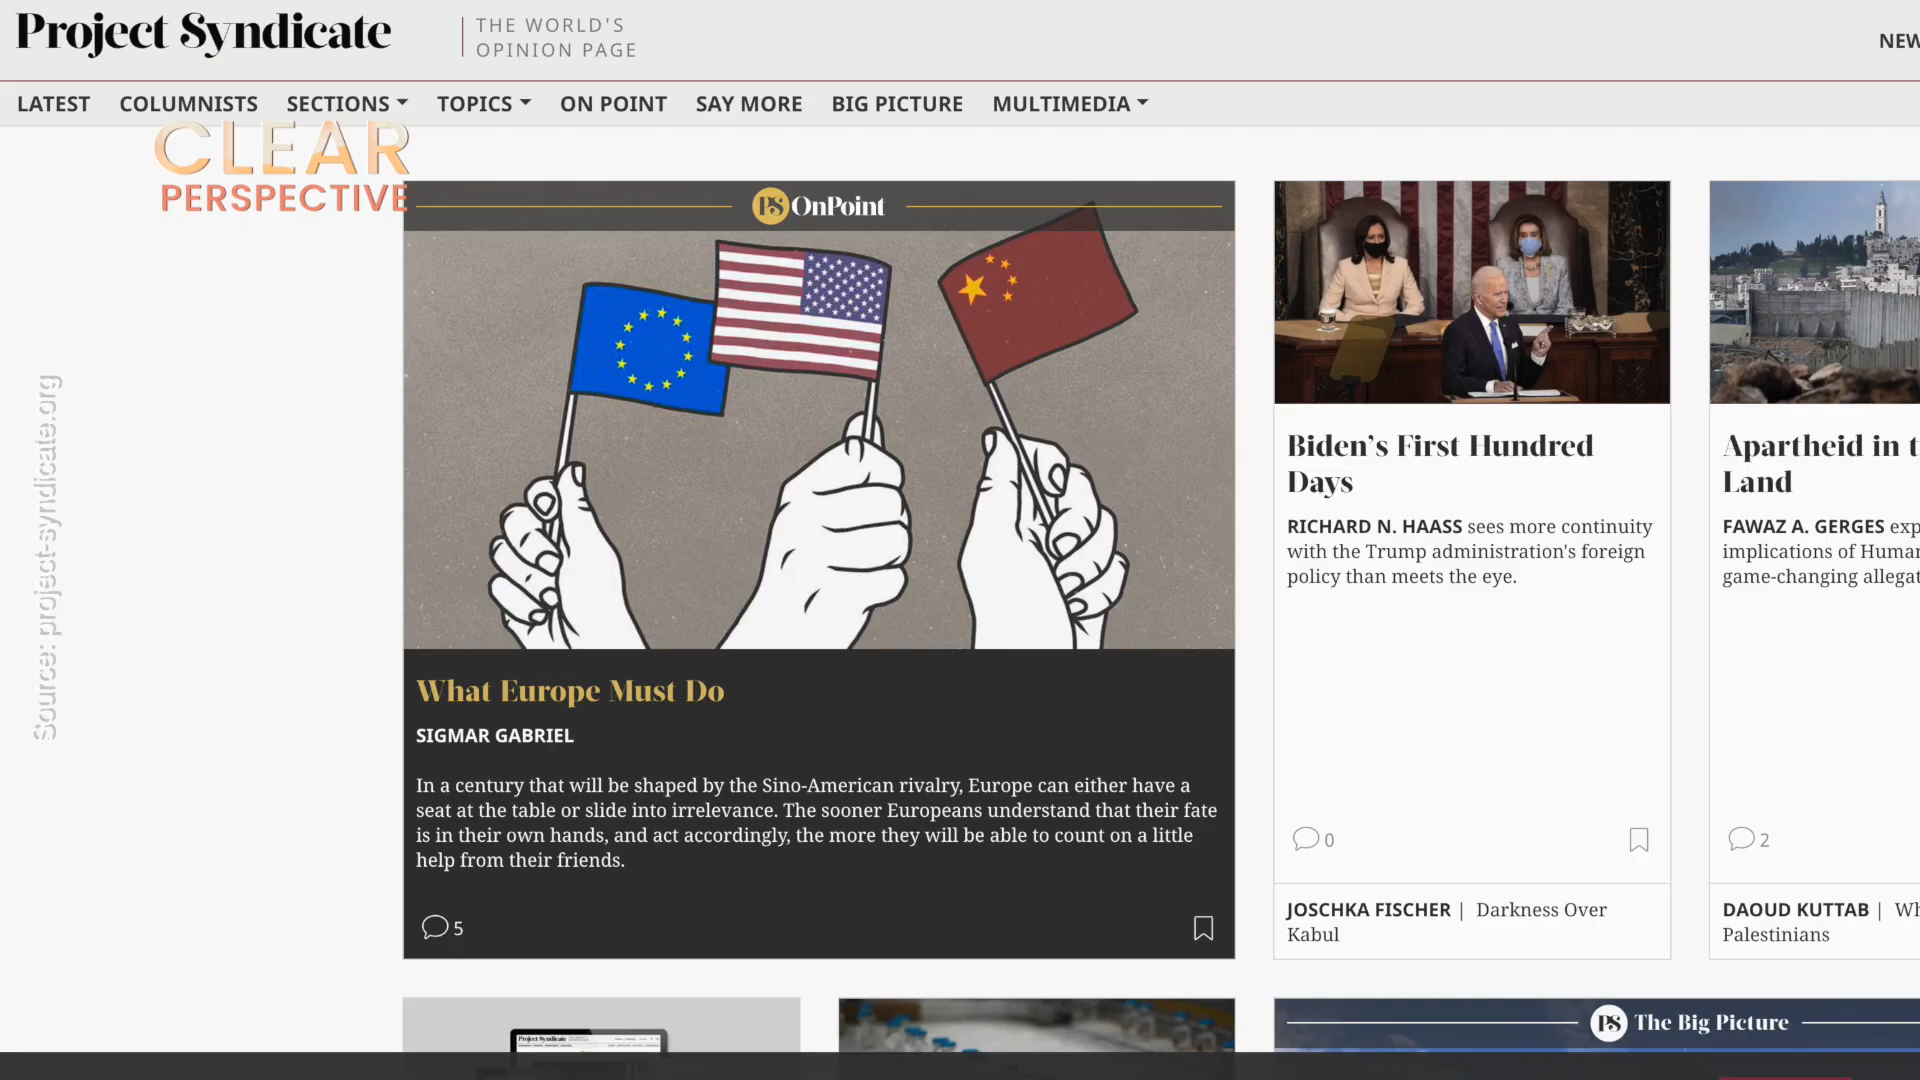 Project Syndicate
THE WORLD'S
OPINION PAGE
LATEST COLUMNISTS SECTIONS TOPICS ON POINT SAY MORE BIG PICTURE MULTIMEDIA
CLEAR
PERSPECTIVE
Source: project-syndicate.org
PS OnPoint
What Europe Must Do
SIGMAR GABRIEL
In a century that will be shaped by the Sino-American rivalry, Europe can either have a
seat at the table or slide into irrelevance. The sooner Europeans understand that their fate
is in their own hands, and act accordingly, the more they will be able to count on a little
help from their friends.
5
Biden's First Hundred
Days
RICHARD N. HAASS sees more continuity
with the Trump administration's foreign
policy than meets the eye.
0
JOSCHKA FISCHER | Darkness Over
Kabul
Apartheid in
Land
FAWAZ A. GERGES
implications of
game-changing
2
DAOUD KUTTAB |
Palestinians
Project Syndicate
PS The Big Picture